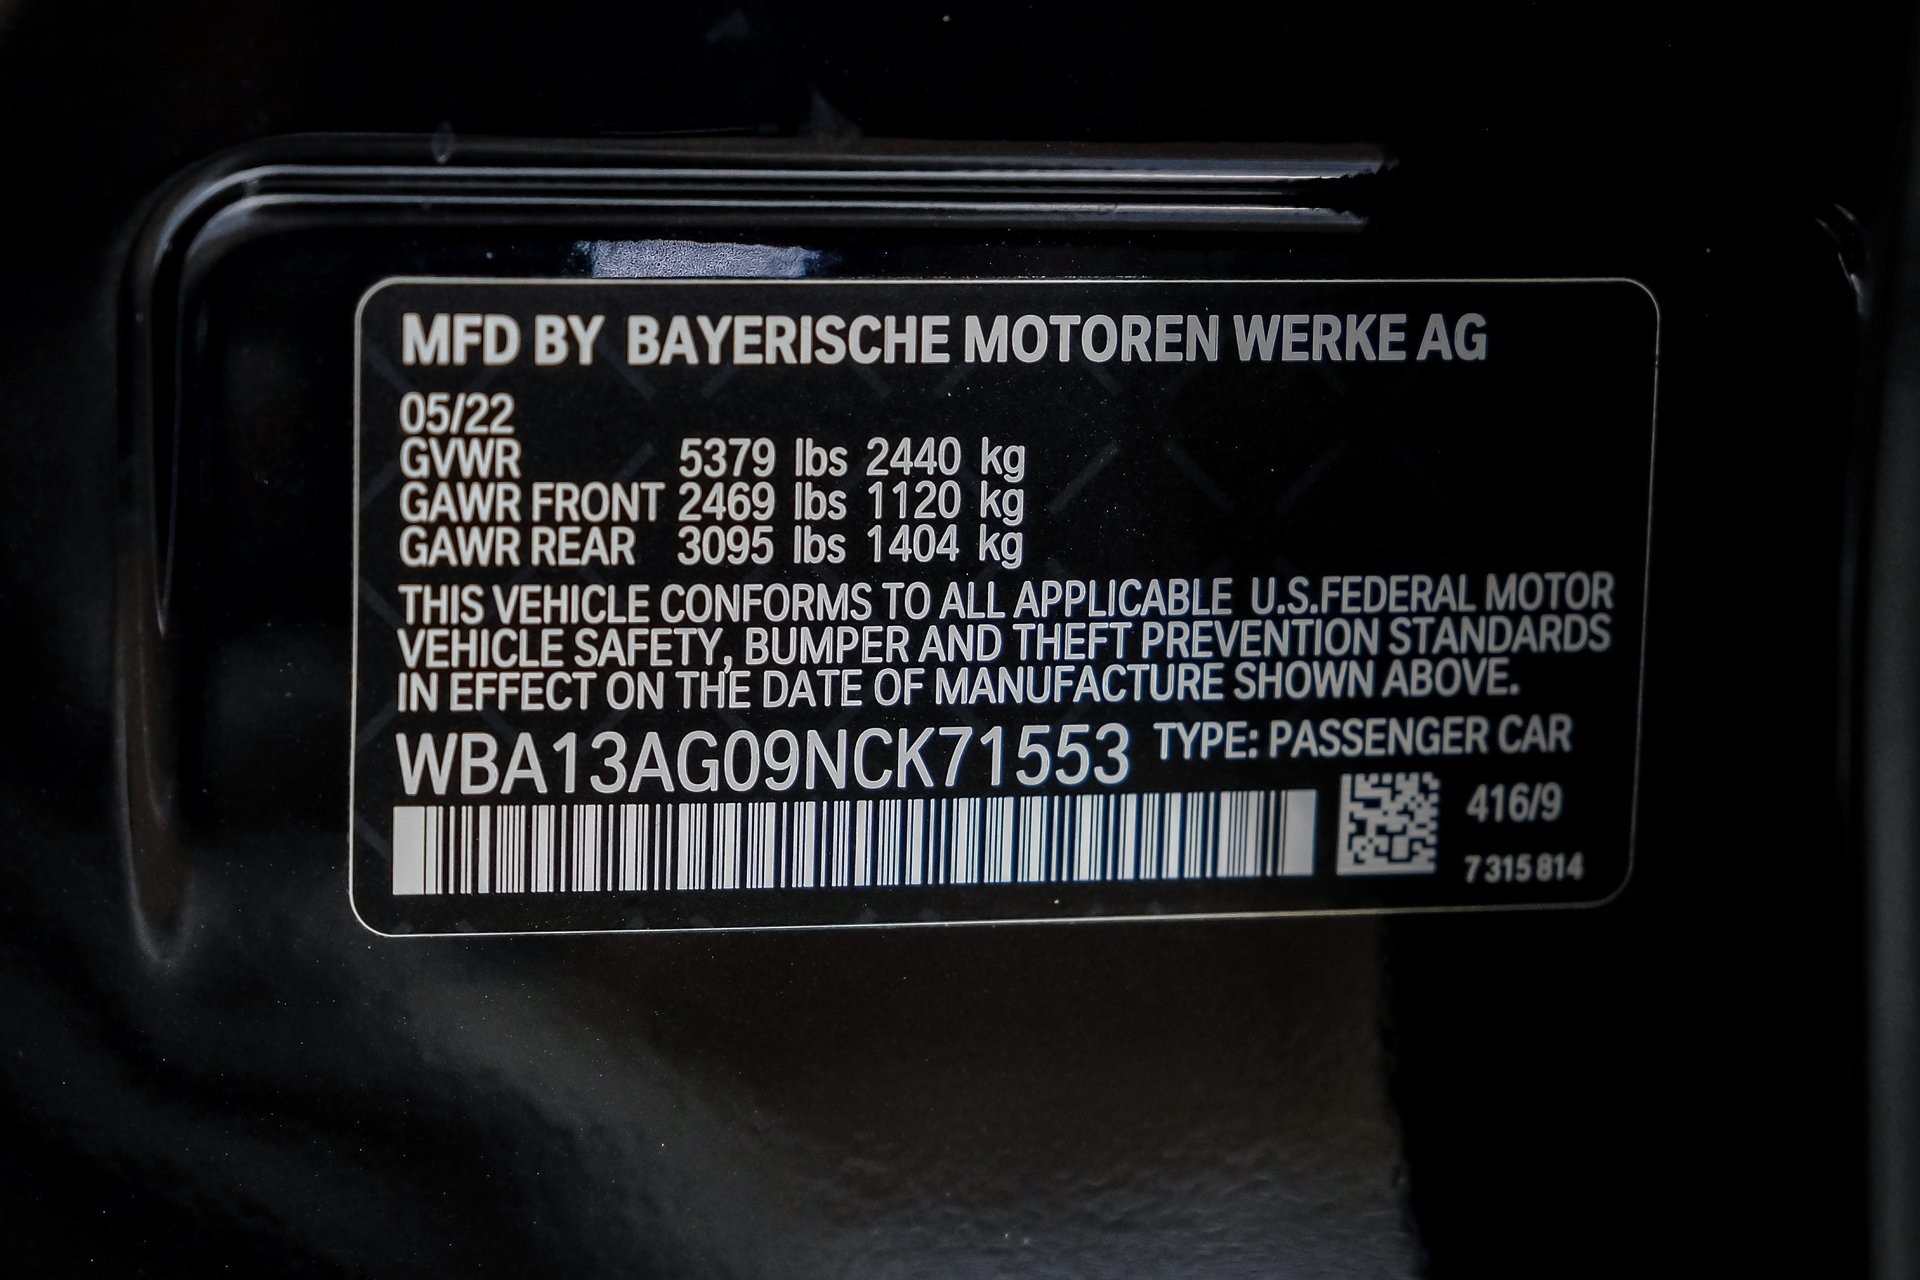 MFD BY BAYERISCHE MOTOREN WERKE AG
05/22
GVWR 5379 lbs 2440 kg
GAWR FRONT 2469 lbs 1120 kg
GAWR REAR 3095 lbs 1404 kg
THIS VEHICLE CONFORMS TO ALL APPLICABLE U.S.FEDERAL MOTOR
VEHICLE SAFETY, BUMPER AND THEFT PREVENTION STANDARDS
IN EFFECT ON THE DATE OF MANUFACTURE SHOWN ABOVE.
WBA13AG09NCK71553 TYPE: PASSENGER CAR
416/9
7 315 814